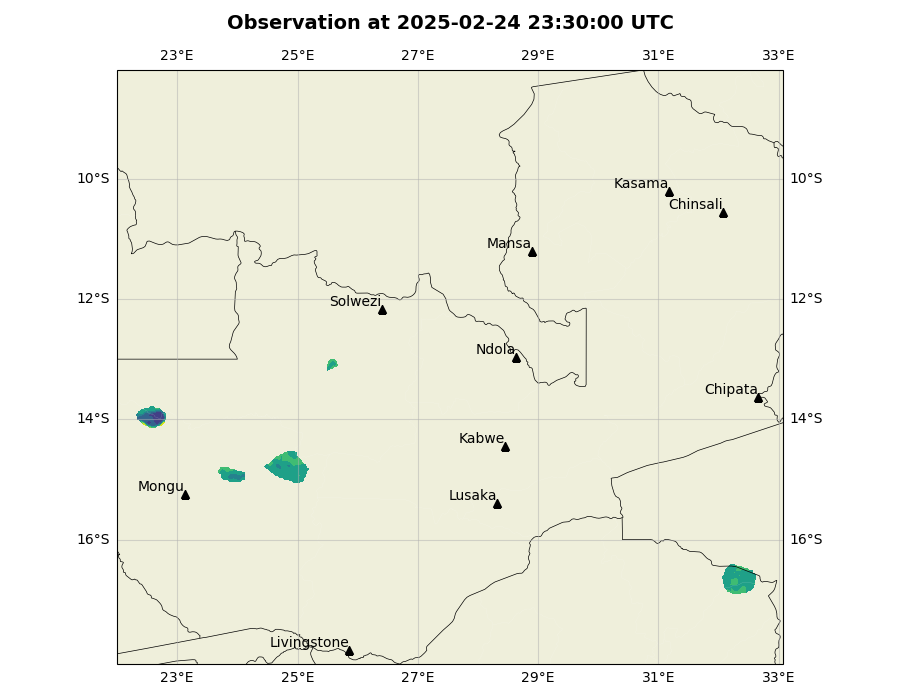 Observation at 2025-02-24 23:30:00 UTC
23°E 25°E 27°E 29°E 31°E 33°E
10°S 10°S
Kasama
Chinsali
Mansa
12°S 12°S
Solwezi
Ndola
Chipata
14°S 14°S
Kabwe
Mongu
Lusaka
16°S 16°S
Livingstone
23°E 25°E 27°E 29°E 31°E 33°E